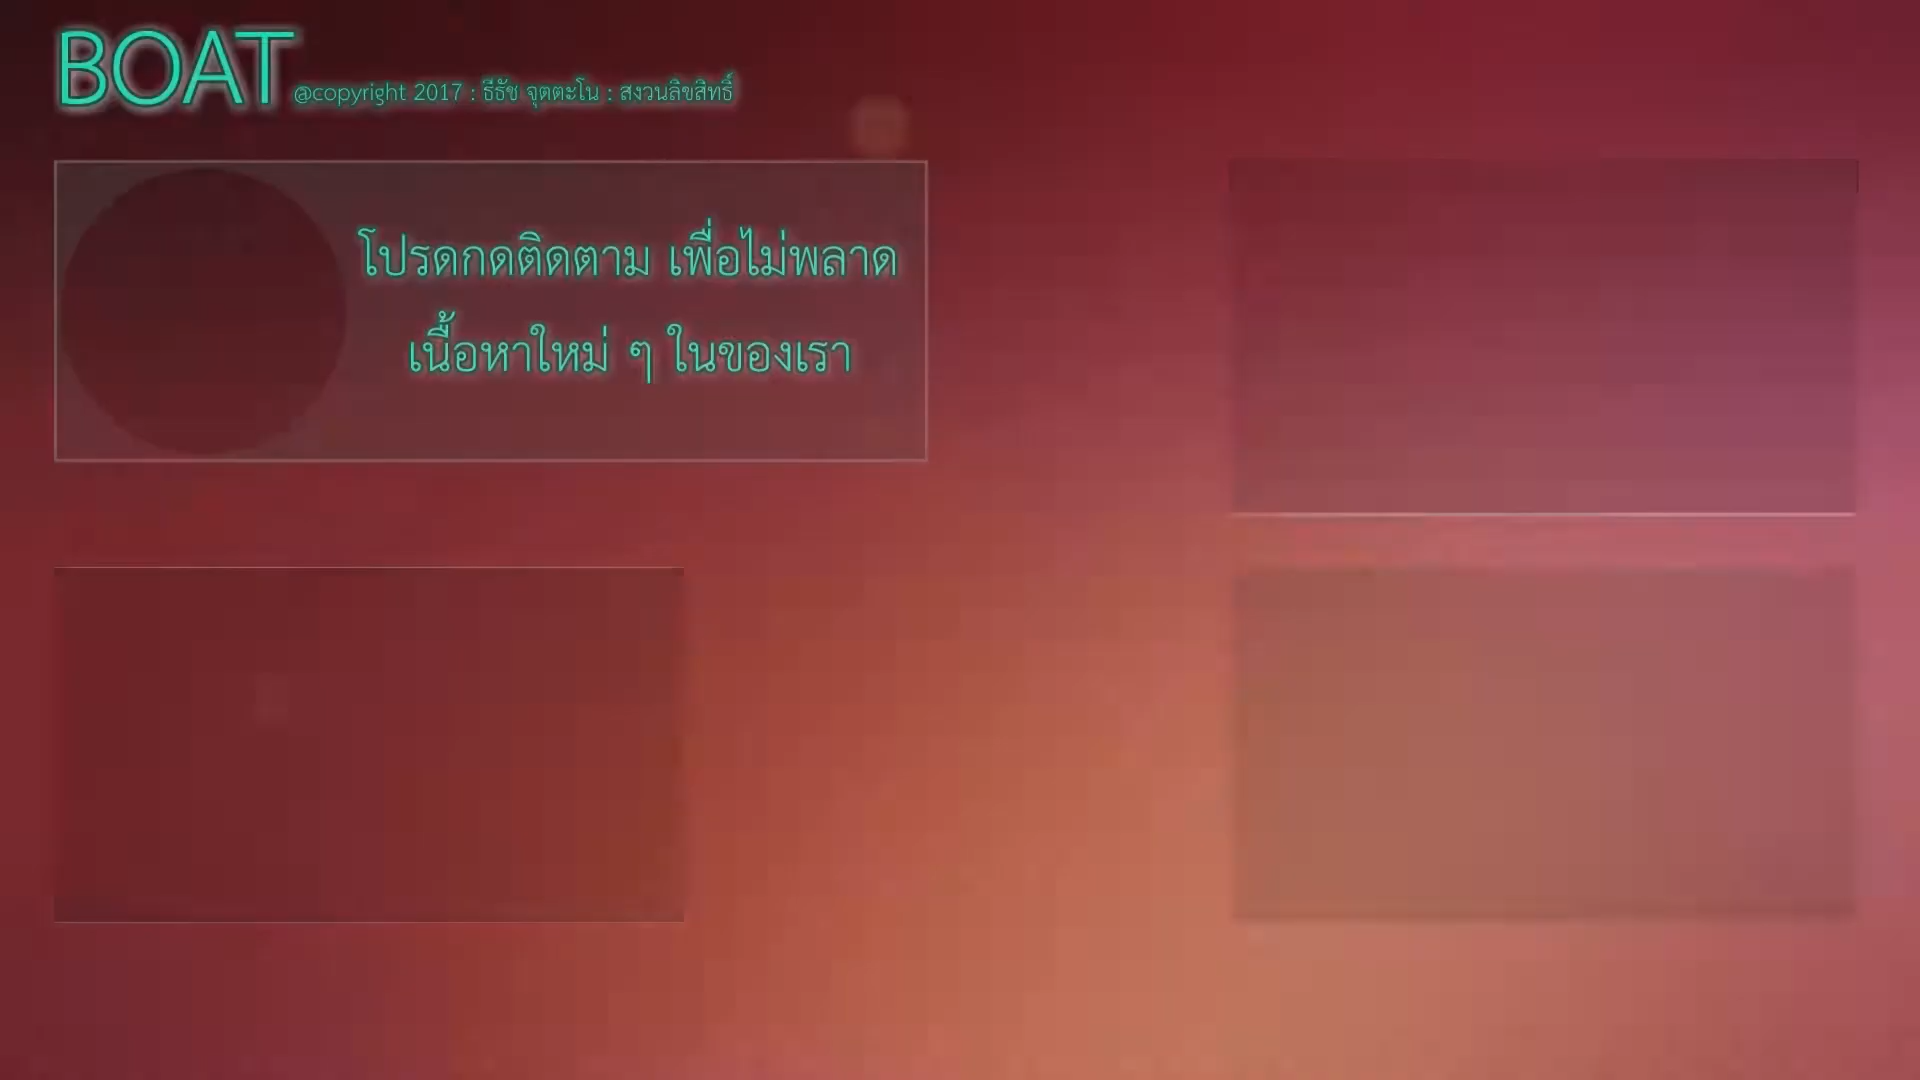 BOAT @copyright 2017 : ธีธัช จุตตะโน : สงวนลิขสิทธิ์
โปรดกดติดตาม เพื่อไม่พลาด
เนื้อหาใหม่ ๆ ในของเรา